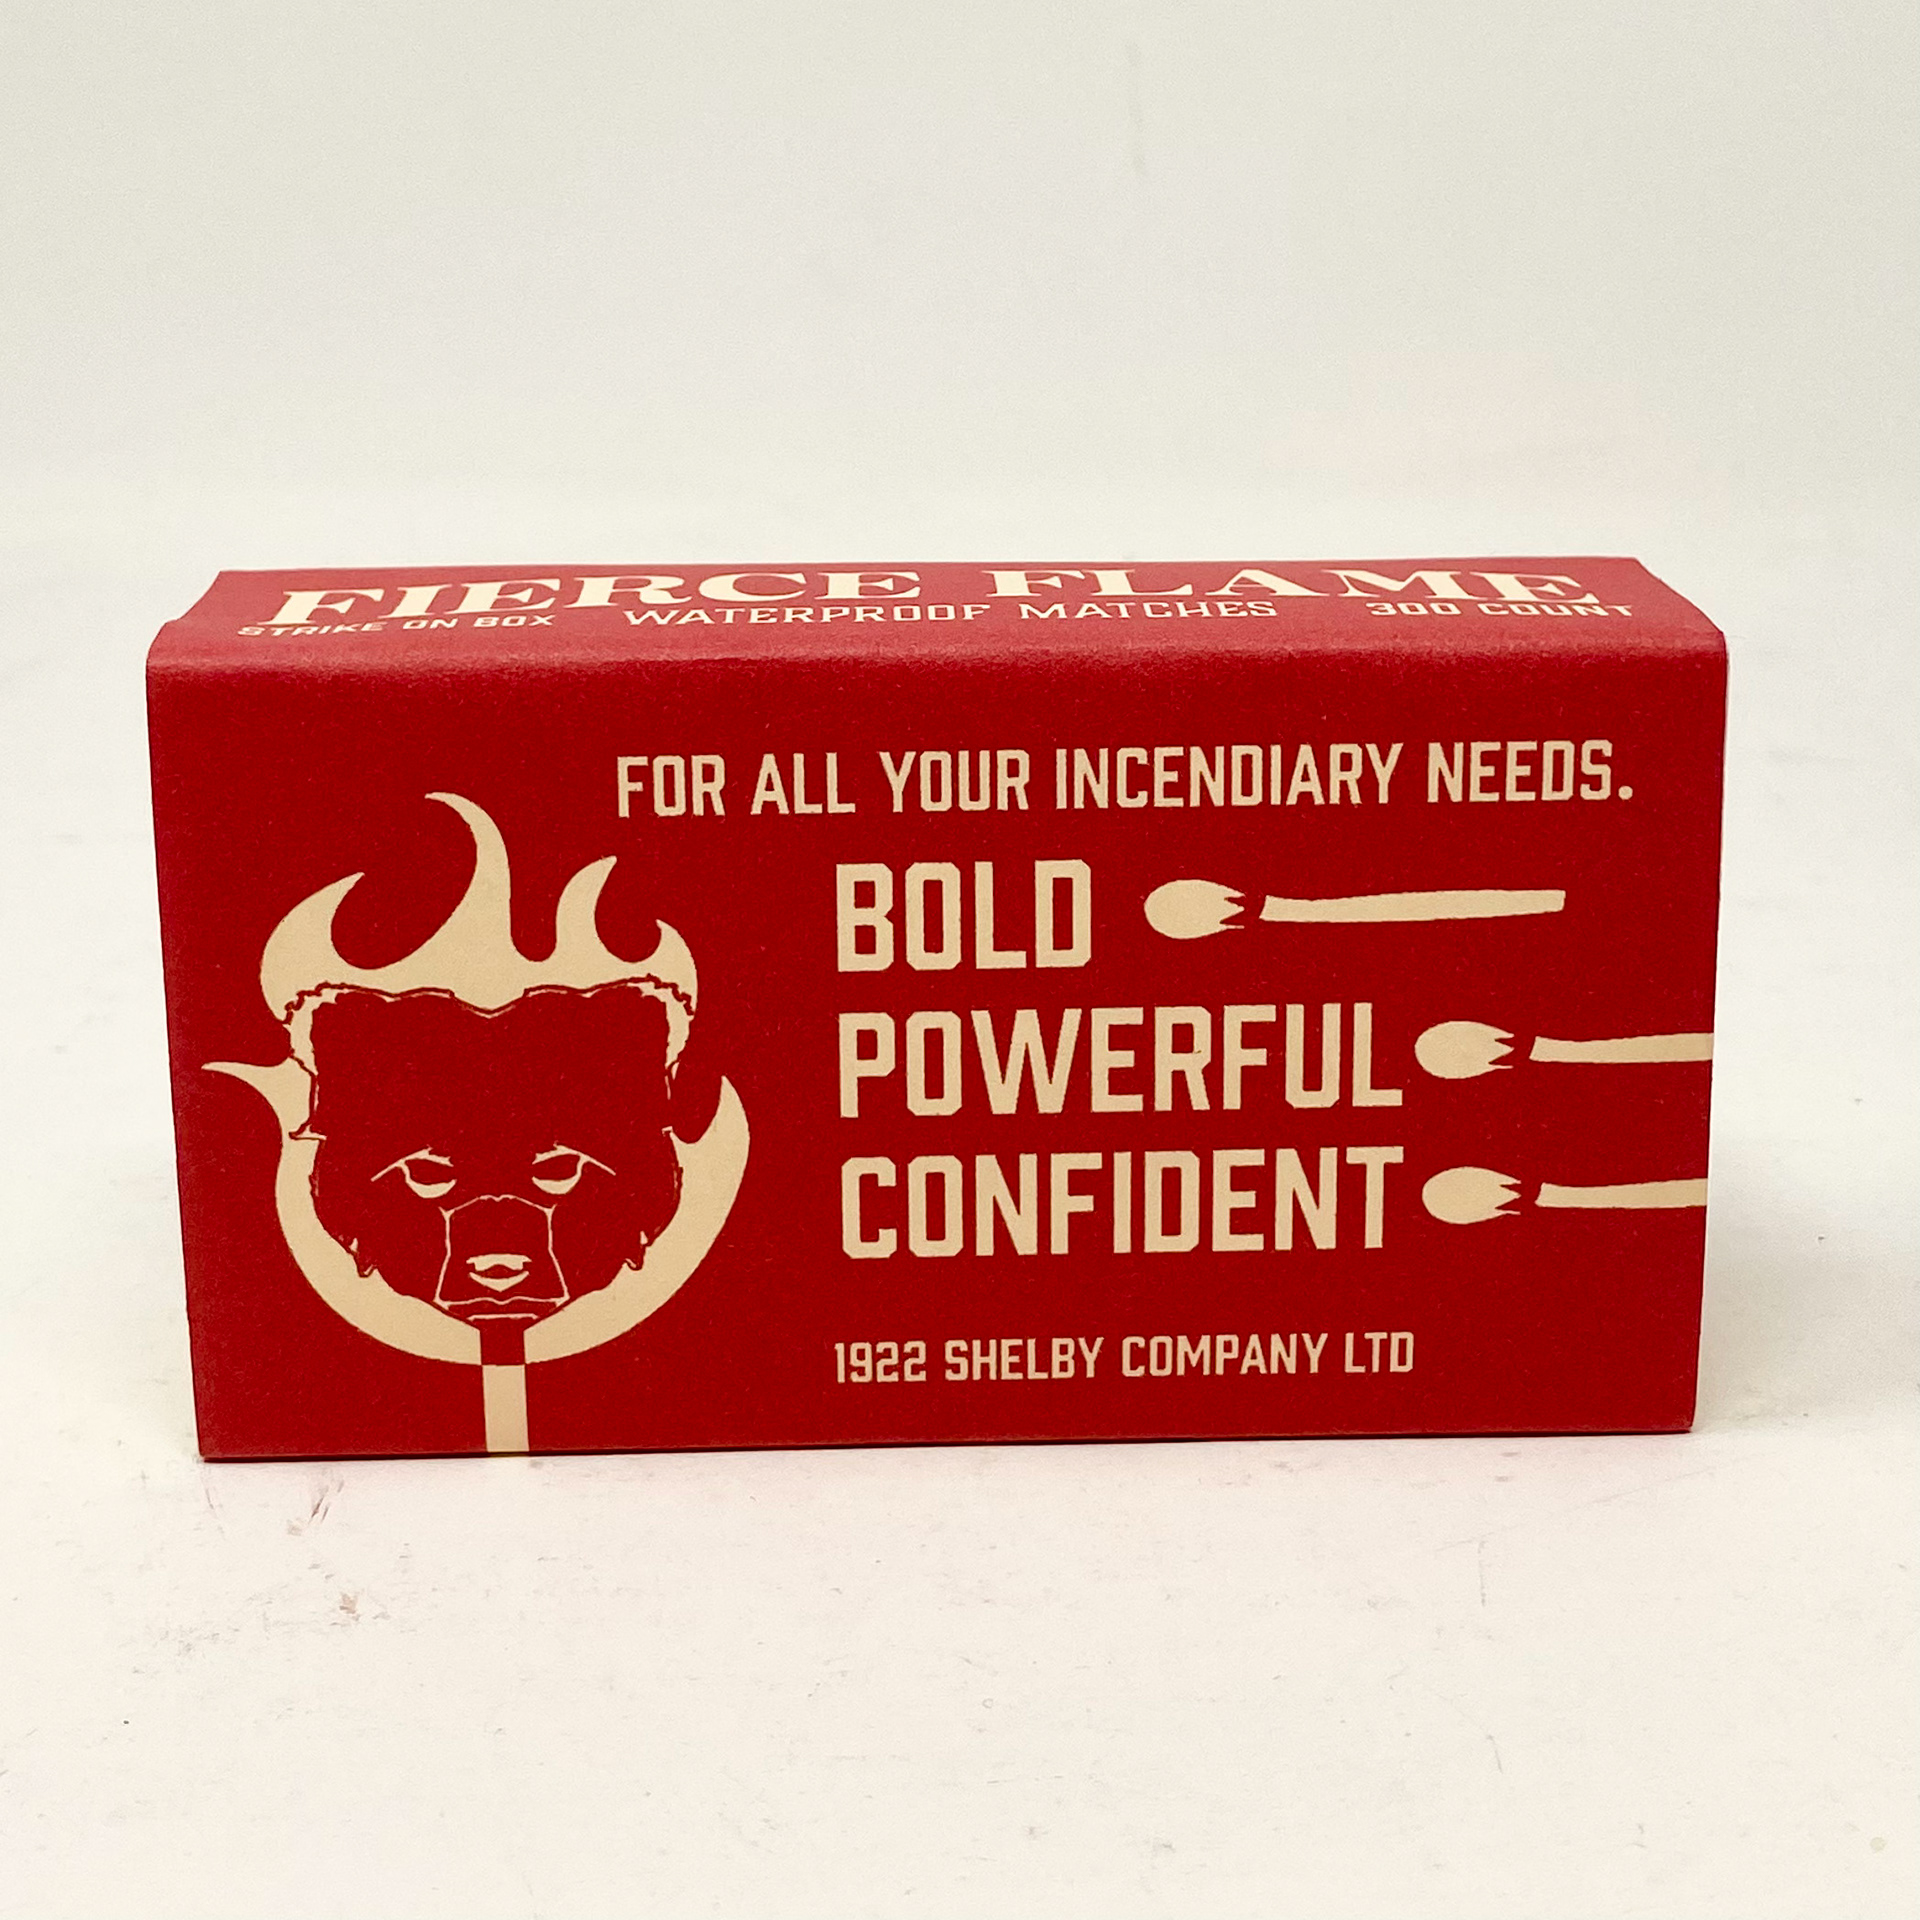 FIERCE FLAME
STRIKE ON BOX WATERPROOF MATCHES 300 COUNT
FOR ALL YOUR INCENDIARY NEEDS.
BOLD
POWERFUL
CONFIDENT
1922 SHELBY COMPANY LTD